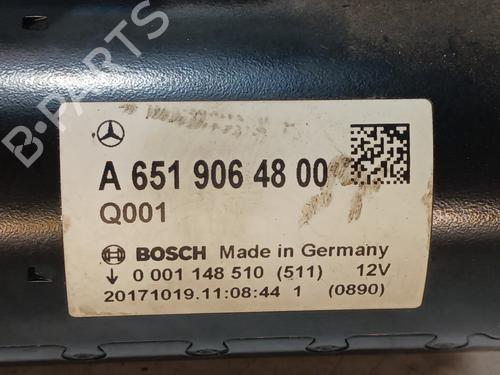 B-PARTS
A 651 906 48 00
Q001
BOSCH Made in Germany
↓ 0 001 148 510 (511) 12V
20171019.11:08:44 1 (0890)